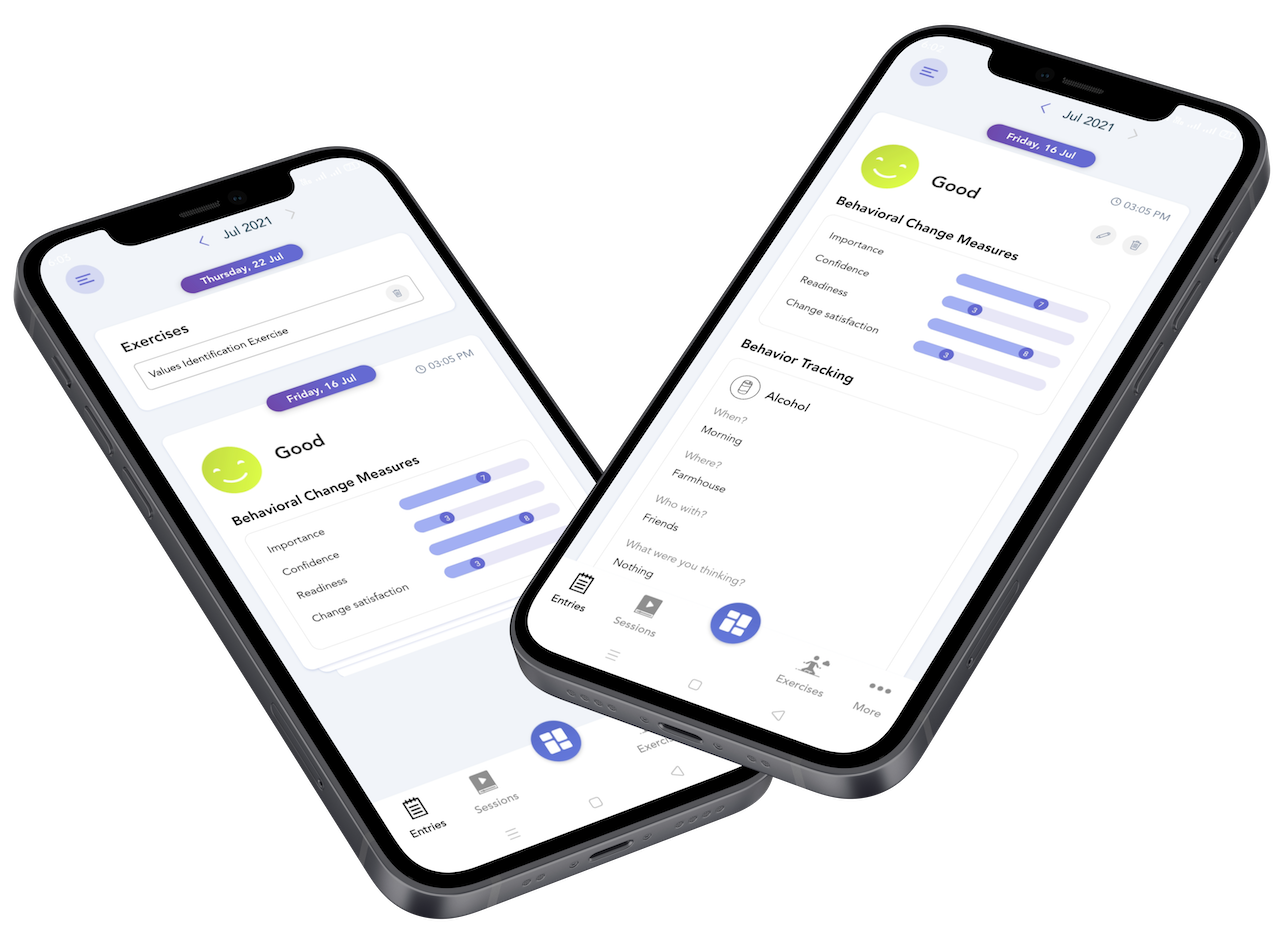 Jul 2021
Thursday, 22 Jul
Exercises
Values Identification Exercise
Friday, 16 Jul
03:05 PM
Good
Behavioral Change Measures
Importance
7
Confidence
3
Readiness
8
Change satisfaction
3
Entries
Sessions
Jul 2021
Friday, 16 Jul
Good
03:05 PM
Behavioral Change Measures
Importance
7
Confidence
3
Readiness
8
Change satisfaction
3
Behavior Tracking
Alcohol
When?
Morning
Where?
Farmhouse
Who with?
Friends
What were you thinking?
Nothing
Entries
Sessions
Exercises
More